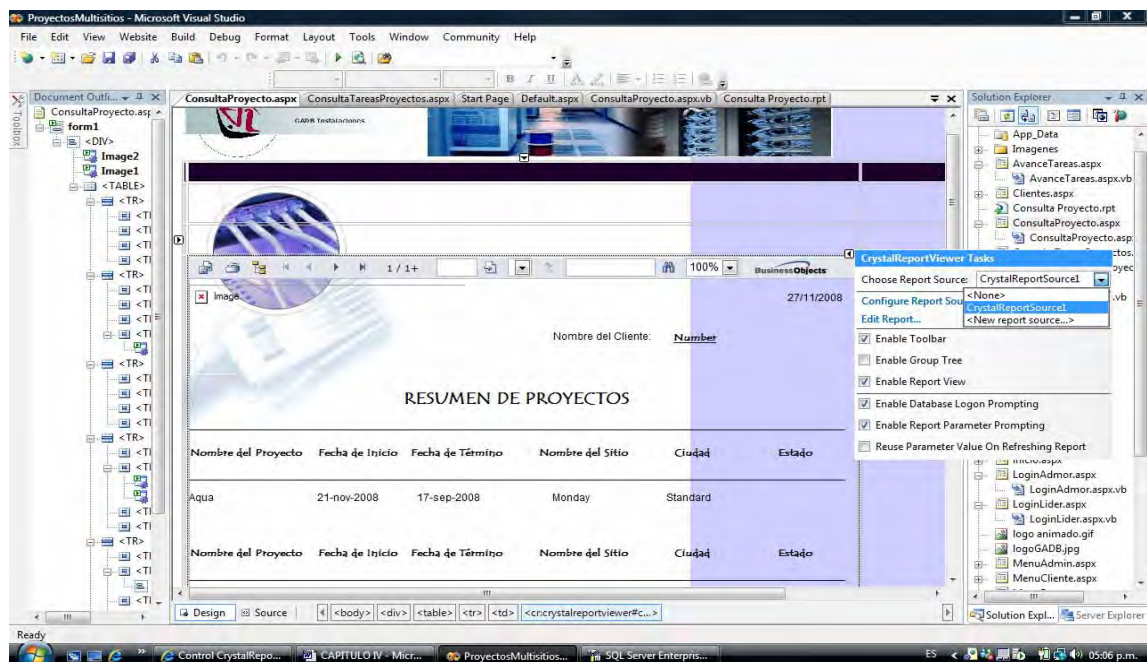 ProyectosMultisitios - Microsoft Visual Studio
File Edit View Website Build Debug Format Layout Tools Window Community Help
Toolbox
Document Outli...
ConsultaProyecto.asp
form1
<DIV>
Image2
Image1
<TABLE>
<TR>
<TR>
<TR>
<TR>
<TR>
ConsultaProyecto.aspx ConsultaTareasProyectos.aspx Start Page Default.aspx ConsultaProyecto.aspx.vb Consulta Proyecto.rpt
GADB Instalaciones
1 / 1+ 100% BusinessObjects
Image
27/11/2008
Nombre del Cliente: Number
RESUMEN DE PROYECTOS
Nombre del Proyecto Fecha de Inicio Fecha de Término Nombre del Sitio Ciudad Estado
Aqua 21-nov-2008 17-sep-2008 Monday Standard
Nombre del Proyecto Fecha de Inicio Fecha de Término Nombre del Sitio Ciudad Estado
CrystalReportViewer Tasks
Choose Report Source: CrystalReportSource1
<None>
CrystalReportSource1
<New report source...>
Configure Report Sou
Edit Report...
Enable Toolbar
Enable Group Tree
Enable Report View
Enable Database Logon Prompting
Enable Report Parameter Prompting
Reuse Parameter Value On Refreshing Report
Solution Explorer
App_Data
Imagenes
AvanceTareas.aspx
AvanceTareas.aspx.vb
Clientes.aspx
Consulta Proyecto.rpt
ConsultaProyecto.aspx
ConsultaProyecto.asp
Inicio.aspx
LoginAdmor.aspx
LoginAdmor.aspx.vb
LoginLider.aspx
LoginLider.aspx.vb
logo animado.gif
logoGADB.jpg
MenuAdmin.aspx
MenuCliente.aspx
Design Source <body> <div> <table> <tr> <td> <cr:crystalreportviewer#c...>
Solution Expl... Server Explorer
Ready
Control CrystalRepo... CAPITULO IV - Micr... ProyectosMultisitios... SQL Server Enterpris... ES 05:06 p.m.